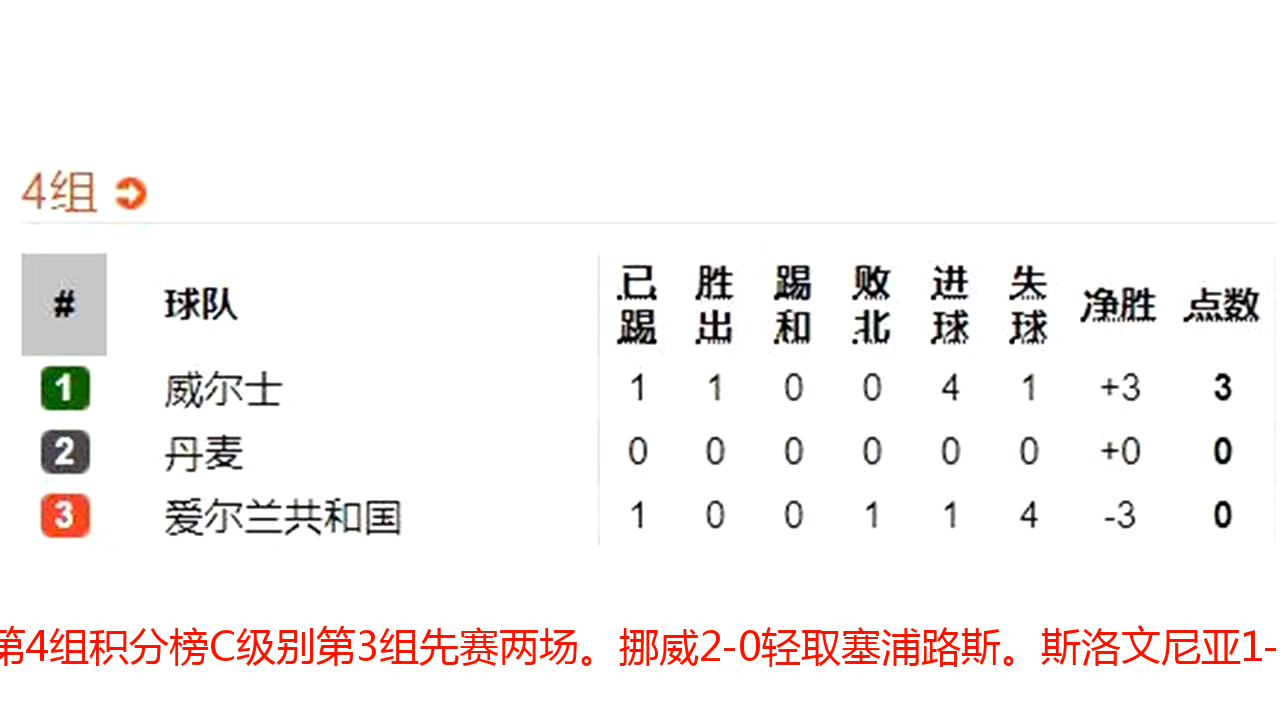 4组
# 球队 已踢 胜出 踢和 败北 进球 失球 净胜 点数
1 威尔士 1 1 0 0 4 1 +3 3
2 丹麦 0 0 0 0 0 0 +0 0
3 爱尔兰共和国 1 0 0 1 1 4 -3 0
第4组积分榜C级别第3组先赛两场。挪威2-0轻取塞浦路斯。斯洛文尼亚1-